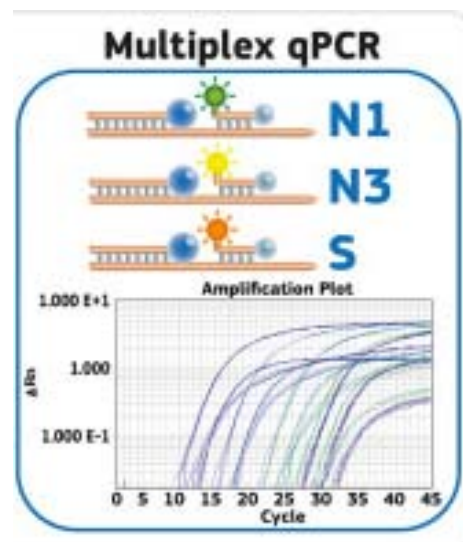 Multiplex qPCR
N1
N3
S
Amplification Plot
1.000 E+1
1.000
1.000 E-1
ΔRn
0 5 10 15 20 25 30 35 40 45
Cycle